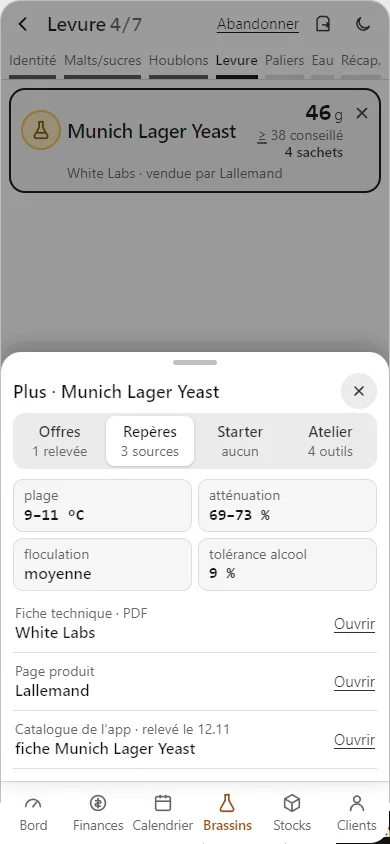 Levure 4/7
Abandonner
Identité Malts/sucres Houblons Levure Paliers Eau Récap.
46 g
Munich Lager Yeast
≥ 38 conseillé
4 sachets
White Labs · vendue par Lallemand
Plus · Munich Lager Yeast
Offres Repères Starter Atelier
1 relevée 3 sources aucun 4 outils
plage atténuation
9–11 °C 69–73 %
floculation tolérance alcool
moyenne 9 %
Fiche technique · PDF
White Labs
Ouvrir
Page produit
Lallemand
Ouvrir
Catalogue de l'app · relevé le 12.11
fiche Munich Lager Yeast
Ouvrir
Bord Finances Calendrier Brassins Stocks Clients